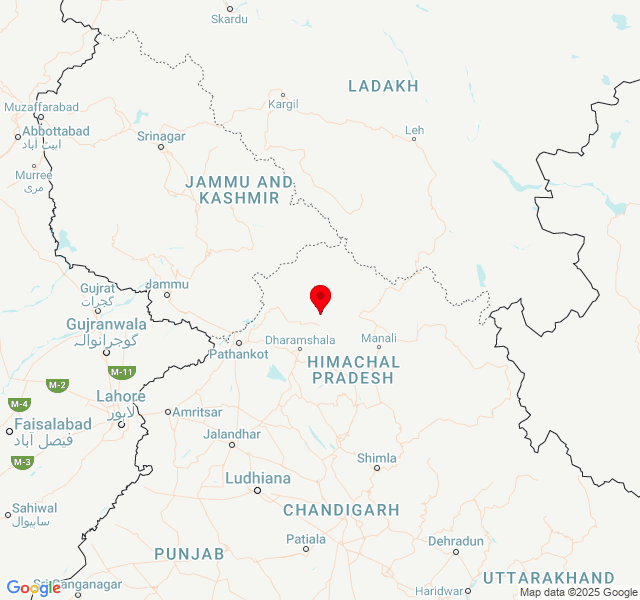 Skardu
LADAKH
Kargil
Muzaffarabad
Leh
Abbottabad
ایبٹ آباد
Srinagar
Murree
مری
JAMMU AND
KASHMIR
Gujrat
گجرات
Jammu
Gujranwala
گوجرانوالہ
Pathankot
Dharamshala
Manali
HIMACHAL
PRADESH
M-11
M-2
M-4
Lahore
لاہور
Amritsar
Faisalabad
فیصل آباد
Jalandhar
M-3
Shimla
Ludhiana
Sahiwal
ساہیوال
CHANDIGARH
Patiala
Dehradun
PUNJAB
Google
Sri Ganganagar
Haridwar
UTTARAKHAND
Map data ©2025 Google